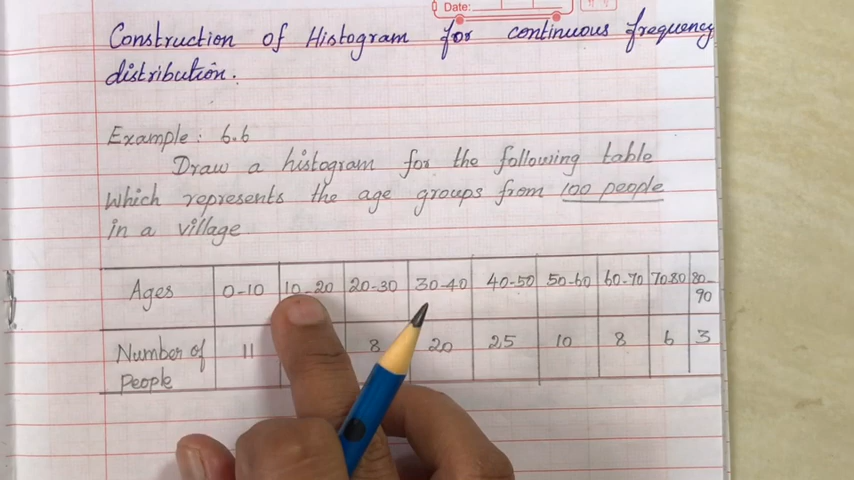 Date:
Construction of Histogram for continuous frequency
distribution.
Example: 6.6
Draw a histogram for the following table
Which represents the age groups from 100 people
in a village
Ages 0-10 10-20 20-30 30-40 40-50 50-60 60-70 70-80 80-90
Number of People 11 8 20 25 10 8 6 3